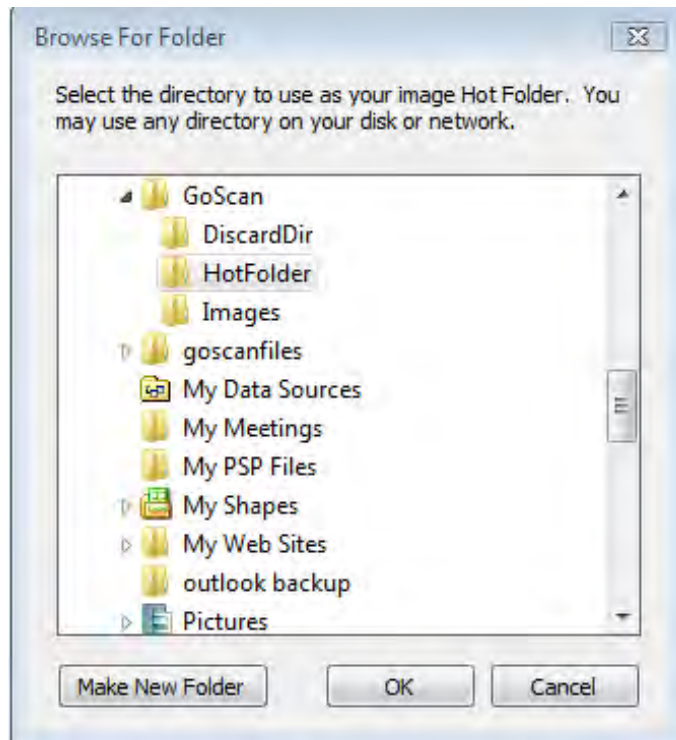 Browse For Folder
Select the directory to use as your image Hot Folder. You
may use any directory on your disk or network.
GoScan
DiscardDir
HotFolder
Images
goscanfiles
My Data Sources
My Meetings
My PSP Files
My Shapes
My Web Sites
outlook backup
Pictures
Make New Folder OK Cancel